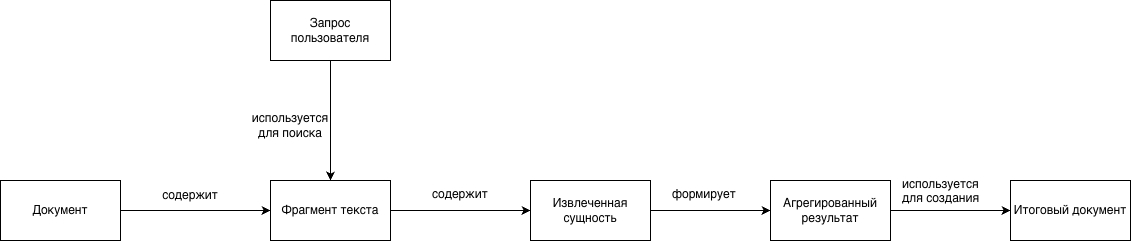 Запрос
пользователя
используется
для поиска
Документ
содержит
Фрагмент текста
содержит
Извлеченная
сущность
формирует
Агрегированный
результат
используется
для создания
Итоговый документ